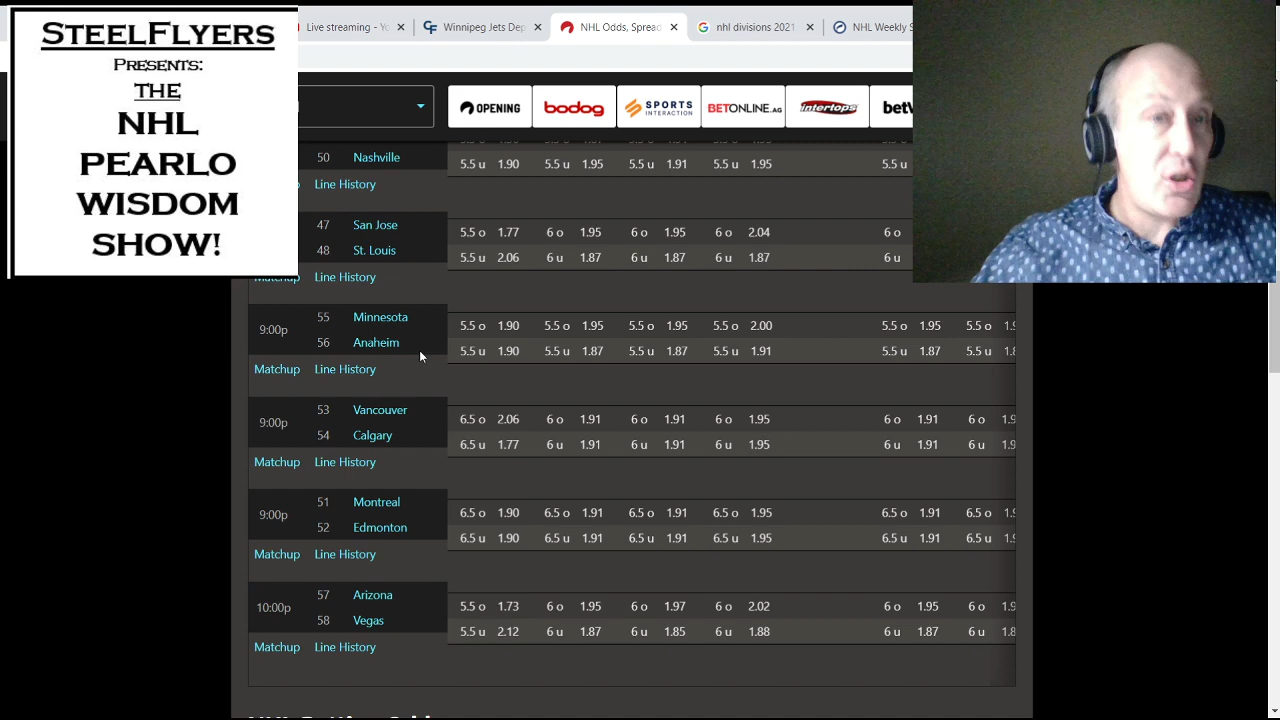 SteelFlyers
Presents:
THE
NHL
PEARLO
WISDOM
SHOW!
Live streaming - Yo
Winnipeg Jets Dep
NHL Odds, Spread
nhl divisions 2021
NHL Weekly S
OPENING
bodog
SPORTS INTERACTION
BETONLINE.AG
intertops
50 Nashville 5.5 u 1.90 5.5 u 1.95 5.5 u 1.91 5.5 u 1.95 5.5 u
Line History
47 San Jose 5.5 o 1.77 6 o 1.95 6 o 1.95 6 o 2.04 6 o
48 St. Louis 5.5 u 2.06 6 u 1.87 6 u 1.87 6 u 1.87 6 u
Matchup Line History
9:00p
55 Minnesota 5.5 o 1.90 5.5 o 1.95 5.5 o 1.95 5.5 o 2.00 5.5 o 1.95 5.5 o
56 Anaheim 5.5 u 1.90 5.5 u 1.87 5.5 u 1.87 5.5 u 1.91 5.5 u 1.87 5.5 u
Matchup Line History
9:00p
53 Vancouver 6.5 o 2.06 6 o 1.91 6 o 1.91 6 o 1.95 6 o 1.91 6 o
54 Calgary 6.5 u 1.77 6 u 1.91 6 u 1.91 6 u 1.95 6 u 1.91 6 u
Matchup Line History
9:00p
51 Montreal 6.5 o 1.90 6.5 o 1.91 6.5 o 1.91 6.5 o 1.95 6.5 o 1.91 6.5 o
52 Edmonton 6.5 u 1.90 6.5 u 1.91 6.5 u 1.91 6.5 u 1.95 6.5 u 1.91 6.5 u
Matchup Line History
10:00p
57 Arizona 5.5 o 1.73 6 o 1.95 6 o 1.97 6 o 2.02 6 o 1.95 6 o
58 Vegas 5.5 u 2.12 6 u 1.87 6 u 1.85 6 u 1.88 6 u 1.87 6 u
Matchup Line History